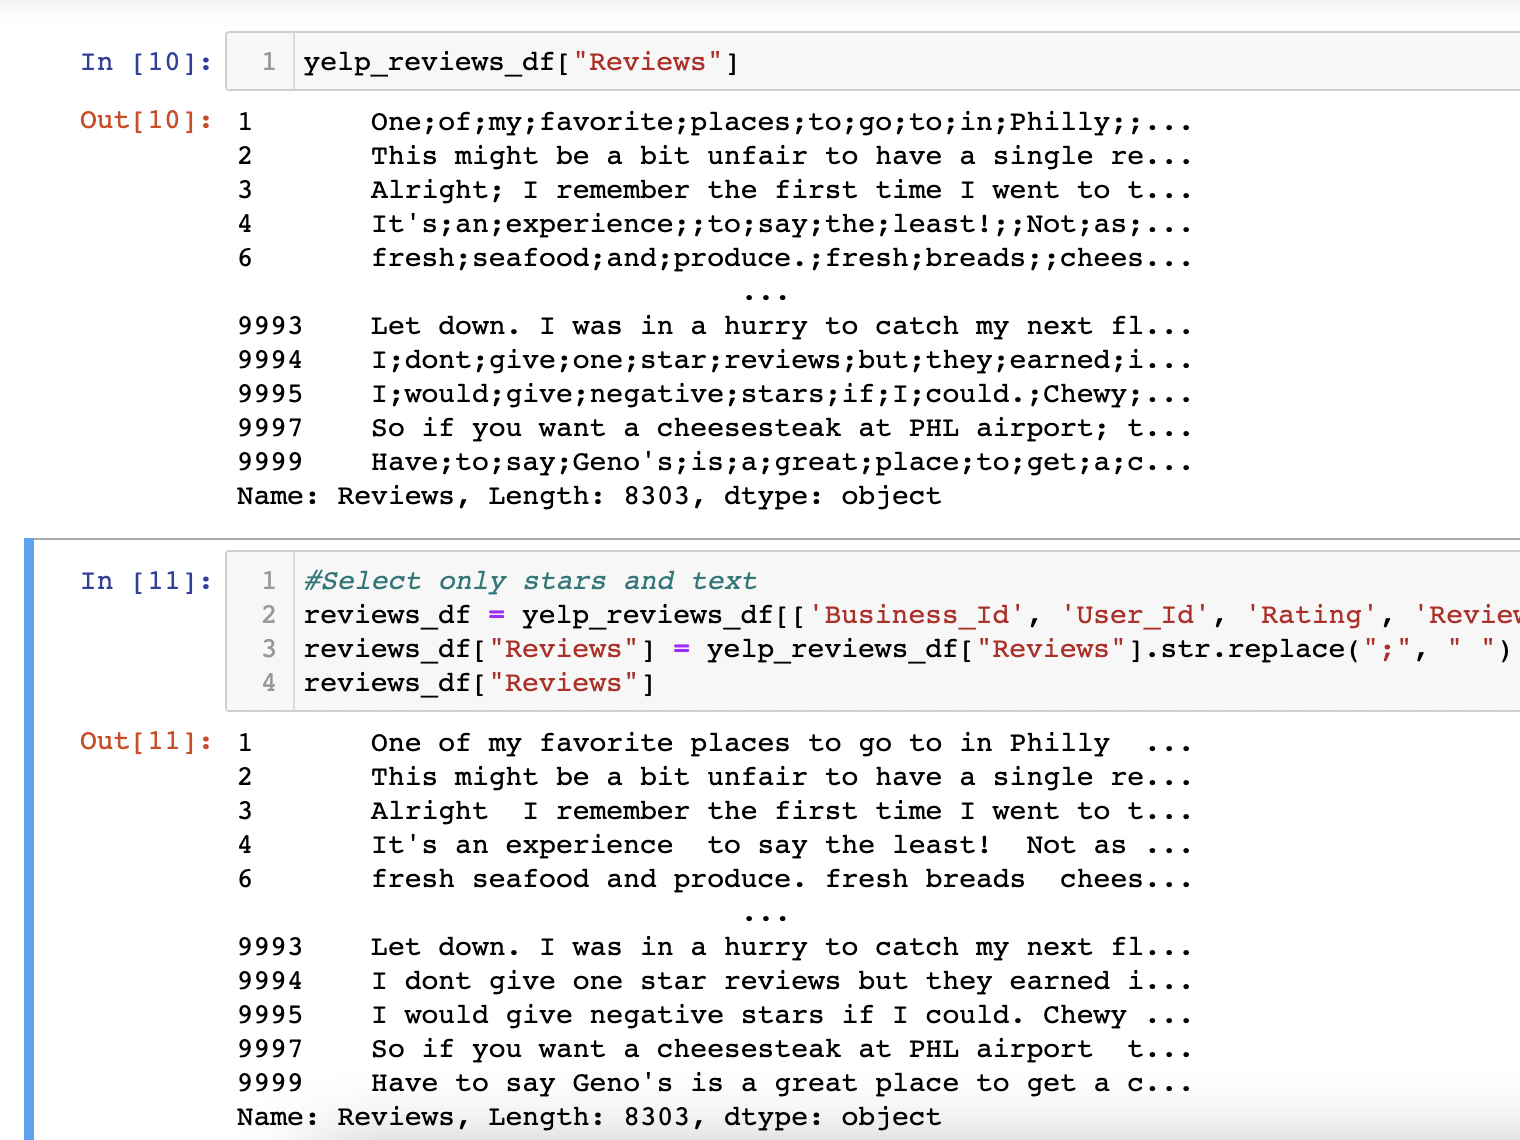 In [10]: 1 yelp_reviews_df["Reviews"]
Out[10]: 1 One;of;my;favorite;places;to;go;to;in;Philly;;...
2 This might be a bit unfair to have a single re...
3 Alright; I remember the first time I went to t...
4 It's;an;experience;;to;say;the;least!;;Not;as;...
6 fresh;seafood;and;produce.;fresh;breads;;chees...
...
9993 Let down. I was in a hurry to catch my next fl...
9994 I;dont;give;one;star;reviews;but;they;earned;i...
9995 I;would;give;negative;stars;if;I;could.;Chewy;...
9997 So if you want a cheesesteak at PHL airport; t...
9999 Have;to;say;Geno's;is;a;great;place;to;get;a;c...
Name: Reviews, Length: 8303, dtype: object
In [11]: 1 #Select only stars and text
2 reviews_df = yelp_reviews_df[['Business_Id', 'User_Id', 'Rating', 'Review
3 reviews_df["Reviews"] = yelp_reviews_df["Reviews"].str.replace(";", " ")
4 reviews_df["Reviews"]
Out[11]: 1 One of my favorite places to go to in Philly  ...
2 This might be a bit unfair to have a single re...
3 Alright  I remember the first time I went to t...
4 It's an experience  to say the least!  Not as ...
6 fresh seafood and produce. fresh breads  chees...
...
9993 Let down. I was in a hurry to catch my next fl...
9994 I dont give one star reviews but they earned i...
9995 I would give negative stars if I could. Chewy ...
9997 So if you want a cheesesteak at PHL airport  t...
9999 Have to say Geno's is a great place to get a c...
Name: Reviews, Length: 8303, dtype: object